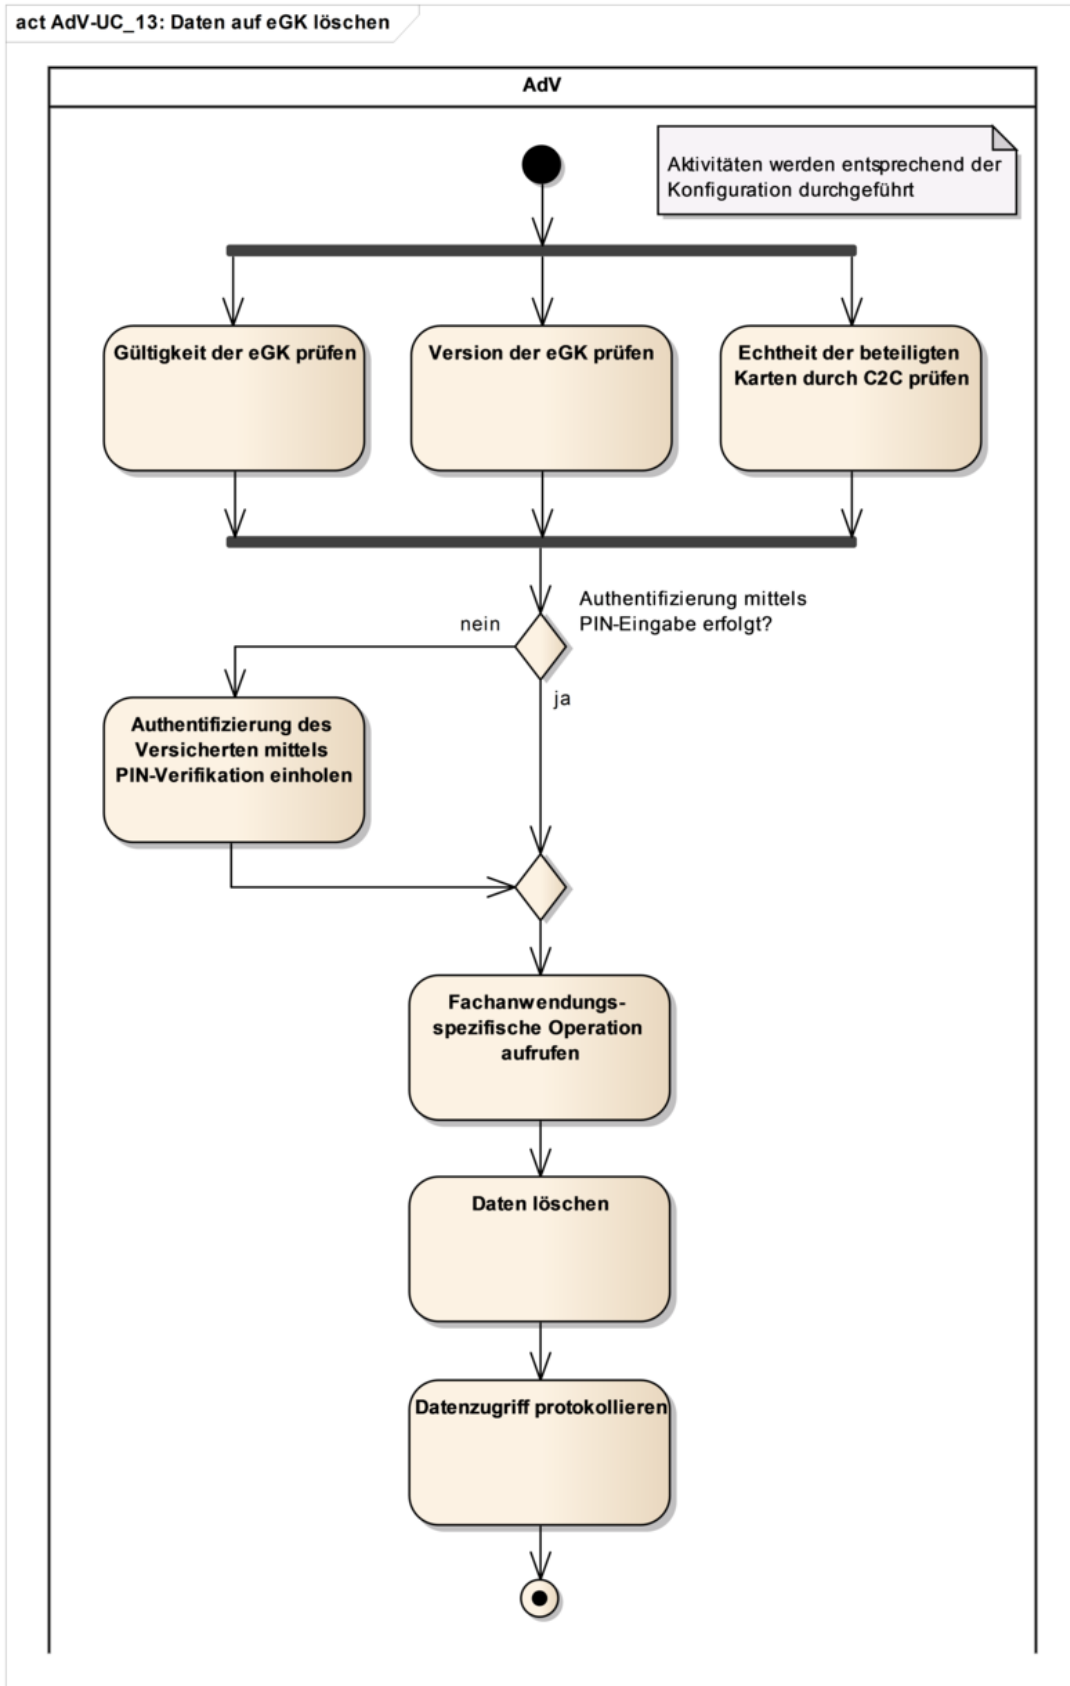 act AdV-UC_13: Daten auf eGK löschen
AdV
Aktivitäten werden entsprechend der
Konfiguration durchgeführt
Gültigkeit der eGK prüfen
Version der eGK prüfen
Echtheit der beteiligten
Karten durch C2C prüfen
Authentifizierung mittels
PIN-Eingabe erfolgt?
nein
ja
Authentifizierung des
Versicherten mittels
PIN-Verifikation einholen
Fachanwendungs-
spezifische Operation
aufrufen
Daten löschen
Datenzugriff protokollieren